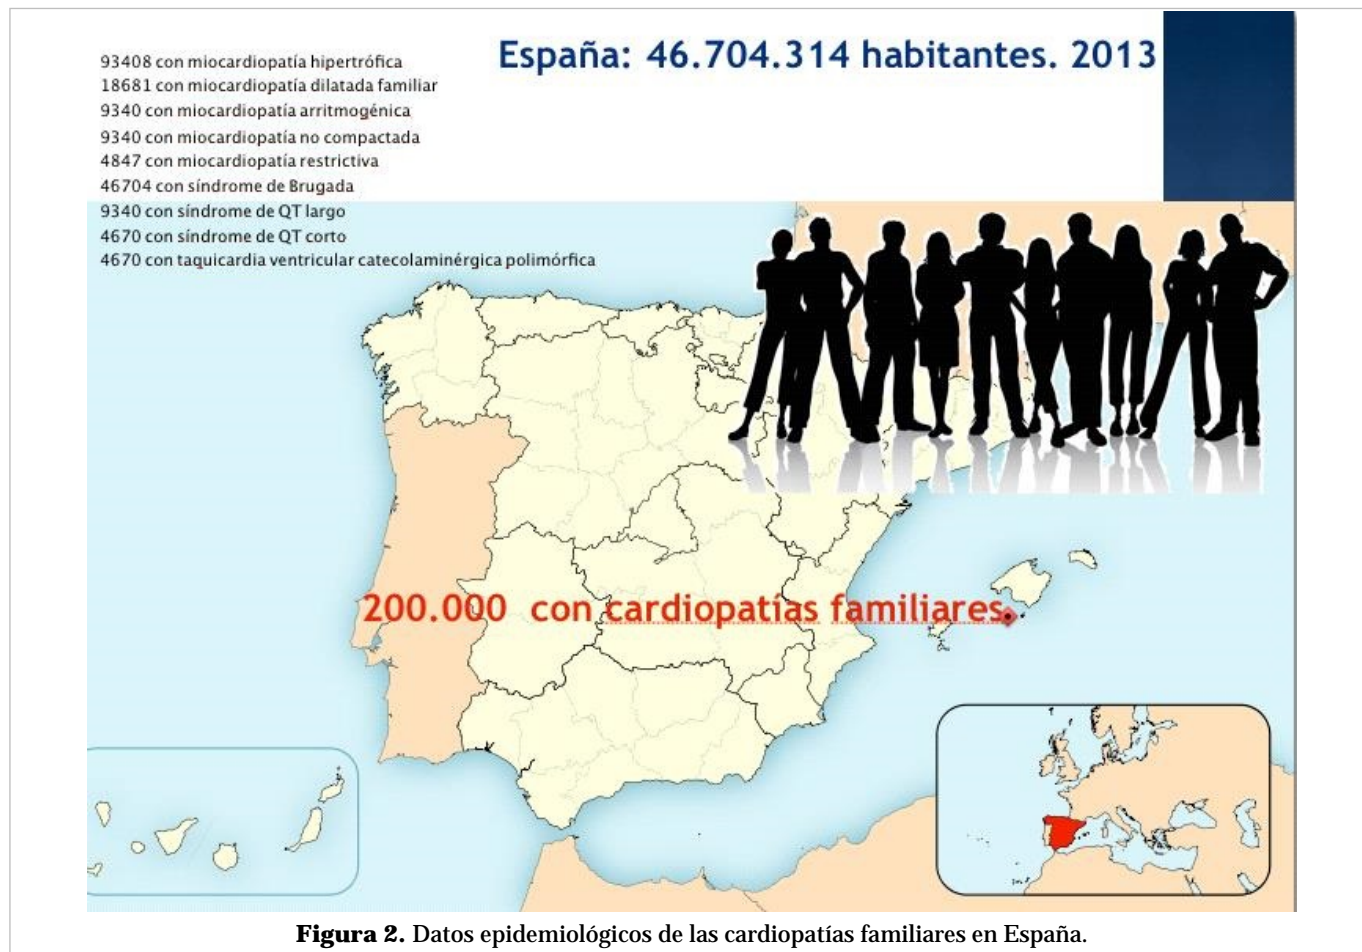 España: 46.704.314 habitantes. 2013
93408 con miocardiopatía hipertrófica
18681 con miocardiopatía dilatada familiar
9340 con miocardiopatía arritmogénica
9340 con miocardiopatía no compactada
4847 con miocardiopatía restrictiva
46704 con síndrome de Brugada
9340 con síndrome de QT largo
4670 con síndrome de QT corto
4670 con taquicardia ventricular catecolaminérgica polimórfica
200.000 con cardiopatías familiares
Figura 2. Datos epidemiológicos de las cardiopatías familiares en España.